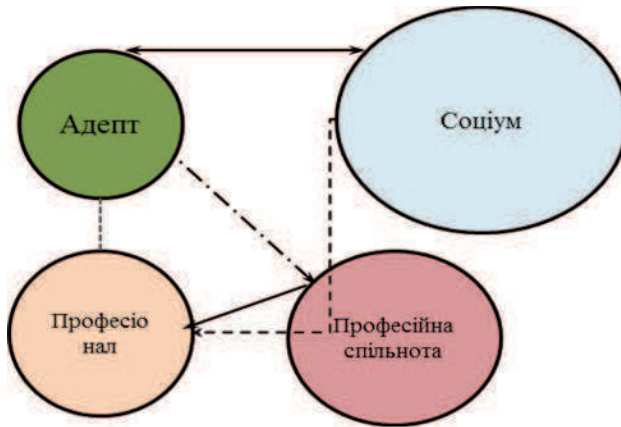 Адепт
Соціум
Професіо
нал
Професійна
спільнота